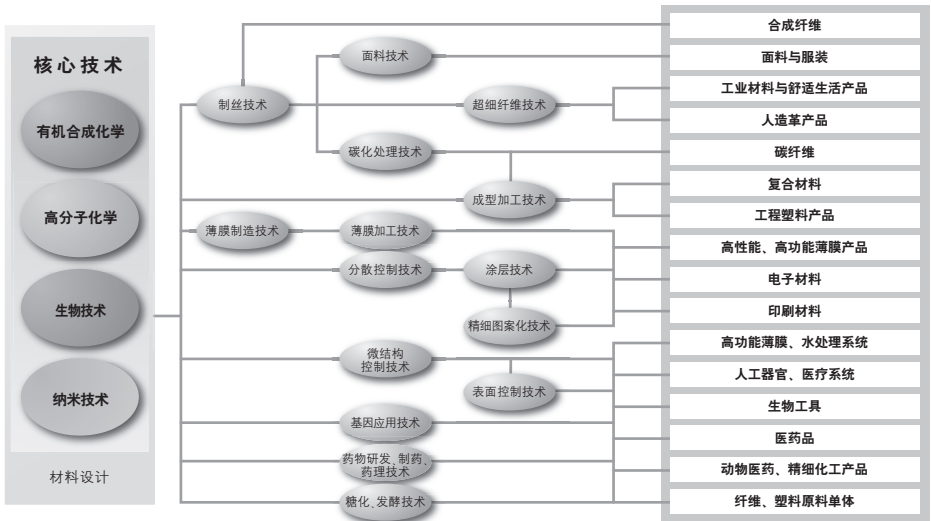 核心技术
有机合成化学
高分子化学
生物技术
纳米技术
材料设计
制丝技术
面料技术
超细纤维技术
碳化处理技术
成型加工技术
薄膜制造技术
薄膜加工技术
分散控制技术
涂层技术
精细图案化技术
微结构
控制技术
表面控制技术
基因应用技术
药物研发、制药、
药理技术
糖化、发酵技术
合成纤维
面料与服装
工业材料与舒适生活产品
人造革产品
碳纤维
复合材料
工程塑料产品
高性能、高功能薄膜产品
电子材料
印刷材料
高功能薄膜、水处理系统
人工器官、医疗系统
生物工具
医药品
动物医药、精细化工产品
纤维、塑料原料单体